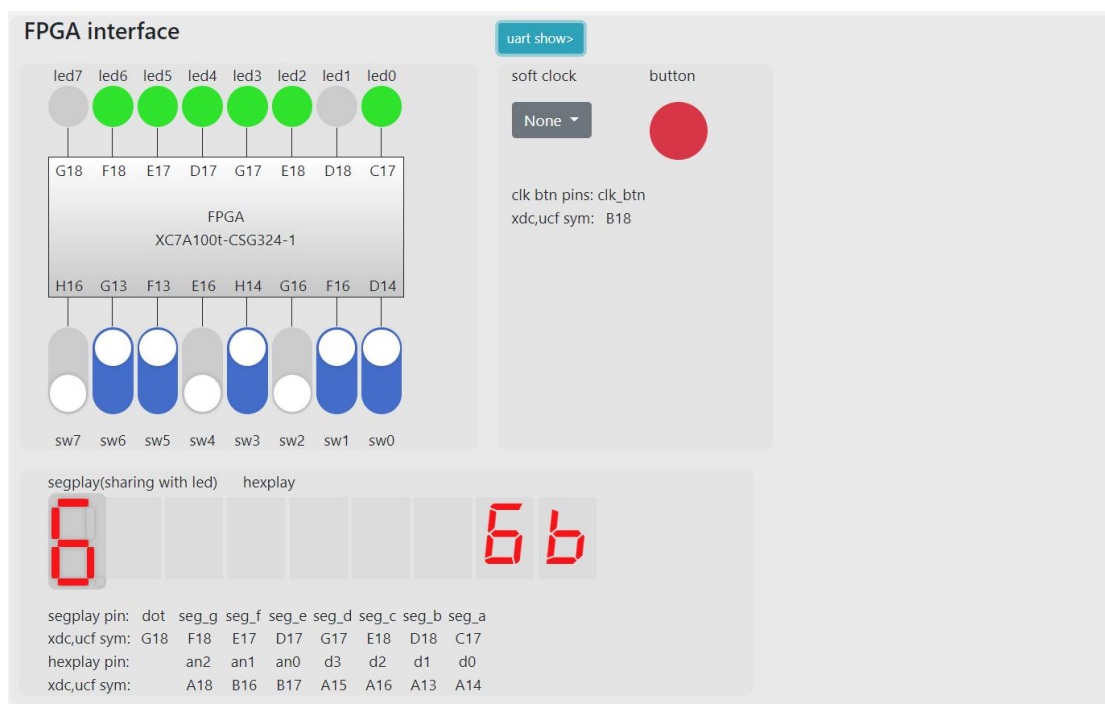 FPGA interface
uart show>
led7 led6 led5 led4 led3 led2 led1 led0
soft clock button
None
G18 F18 E17 D17 G17 E18 D18 C17
FPGA
XC7A100t-CSG324-1
clk btn pins: clk_btn
xdc,ucf sym: B18
H16 G13 F13 E16 H14 G16 F16 D14
sw7 sw6 sw5 sw4 sw3 sw2 sw1 sw0
segplay(sharing with led) hexplay
6 6 b
segplay pin: dot seg_g seg_f seg_e seg_d seg_c seg_b seg_a
xdc,ucf sym: G18 F18 E17 D17 G17 E18 D18 C17
hexplay pin: an2 an1 an0 d3 d2 d1 d0
xdc,ucf sym: A18 B16 B17 A15 A16 A13 A14